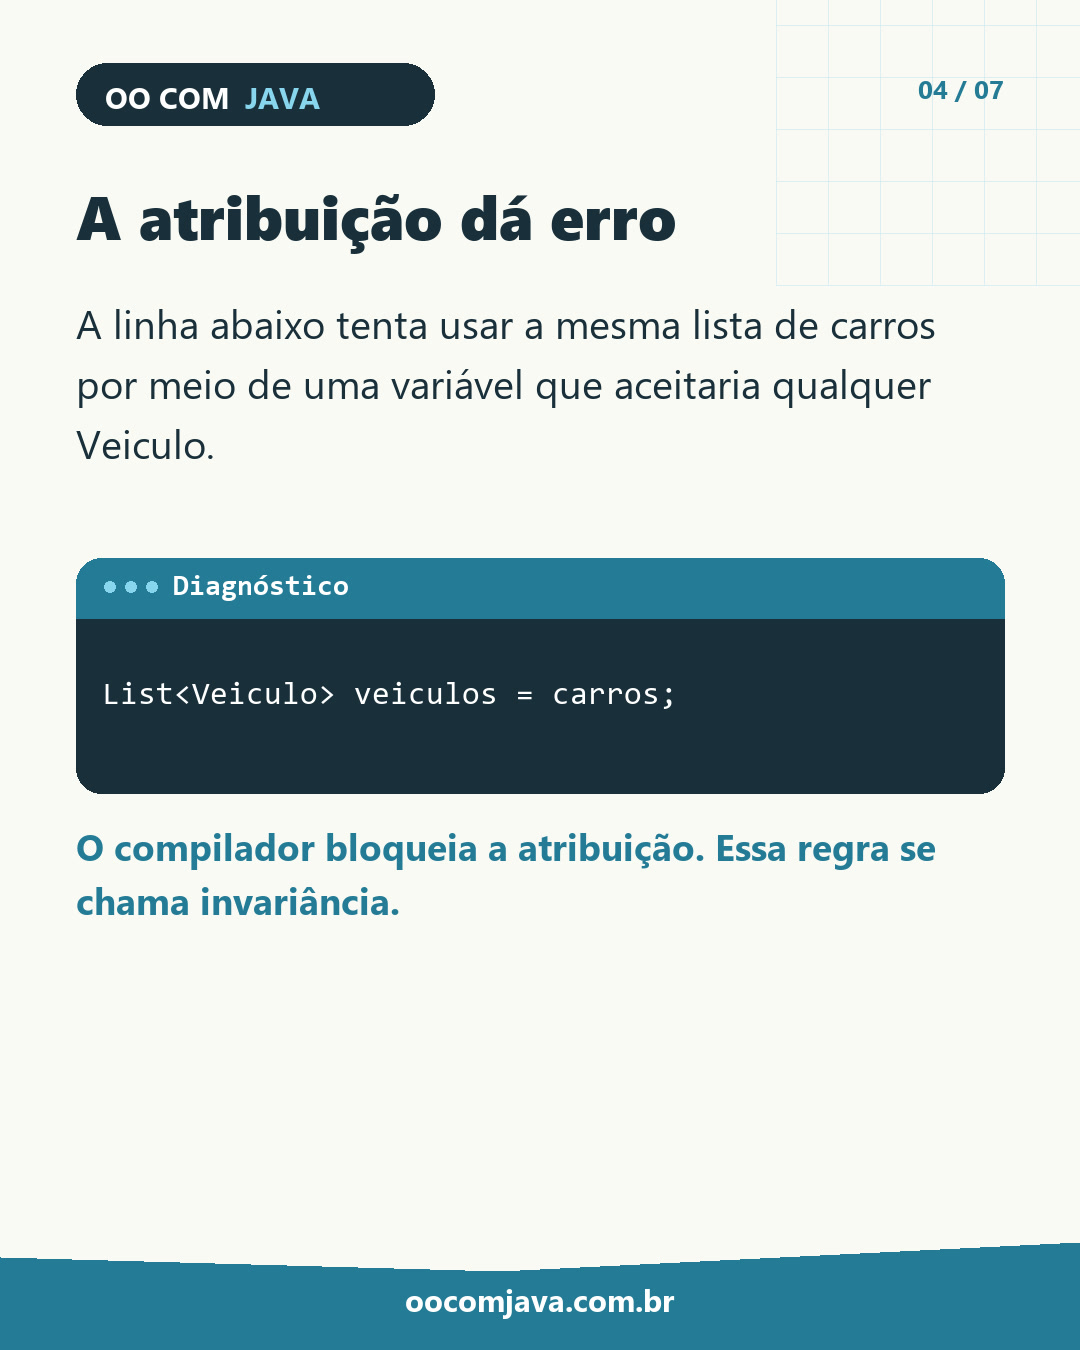 OO COM JAVA
04 / 07
A atribuição dá erro
A linha abaixo tenta usar a mesma lista de carros
por meio de uma variável que aceitaria qualquer
Veiculo.
Diagnóstico
List<Veiculo> veiculos = carros;
O compilador bloqueia a atribuição. Essa regra se
chama invariância.
oocomjava.com.br